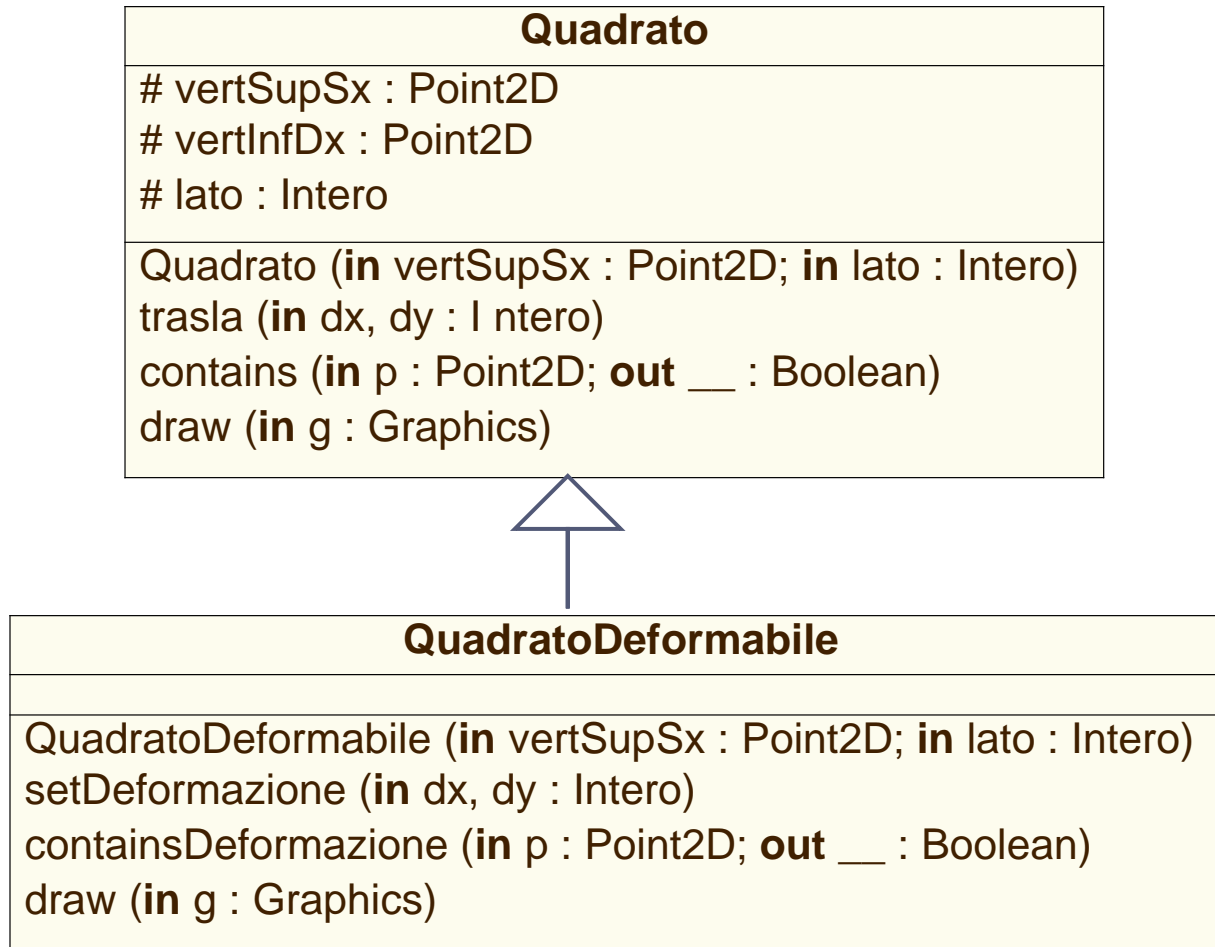 Quadrato
# vertSupSx : Point2D
# vertInfDx : Point2D
# lato : Intero
Quadrato (in vertSupSx : Point2D; in lato : Intero)
trasla (in dx, dy : I ntero)
contains (in p : Point2D; out __ : Boolean)
draw (in g : Graphics)
QuadratoDeformabile
QuadratoDeformabile (in vertSupSx : Point2D; in lato : Intero)
setDeformazione (in dx, dy : Intero)
containsDeformazione (in p : Point2D; out __ : Boolean)
draw (in g : Graphics)